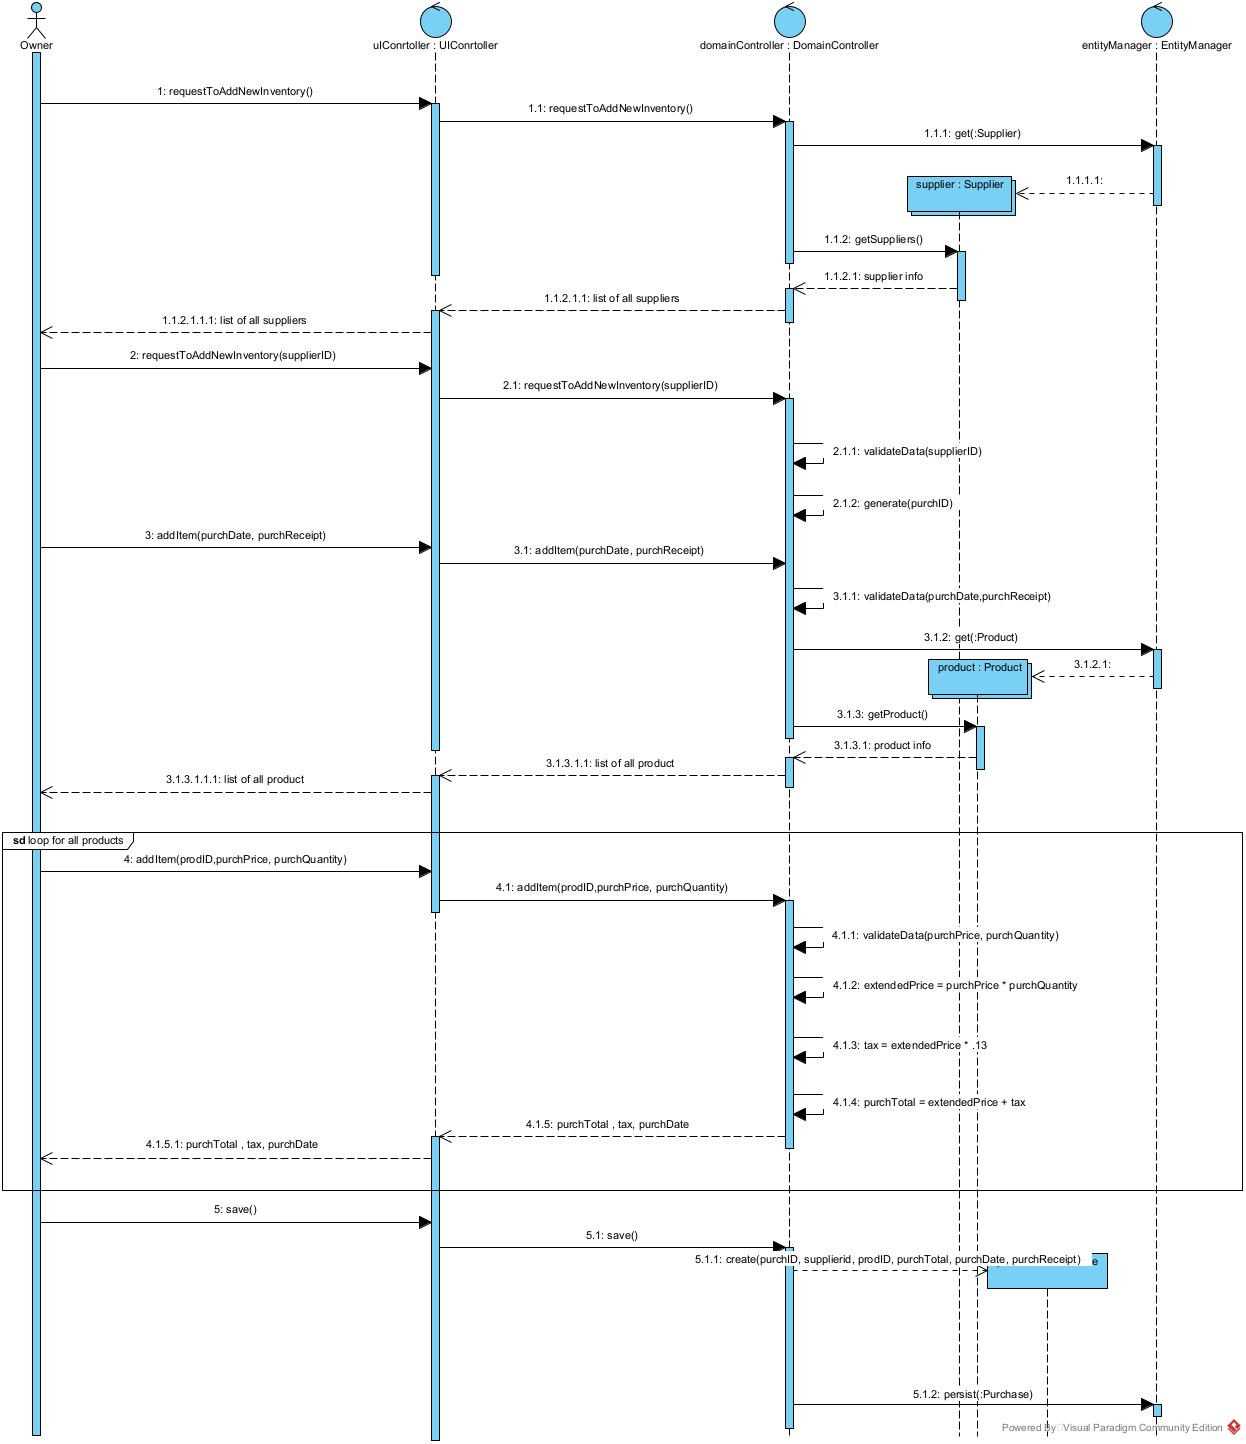 Owner
uIConrtoller : UIConrtoller
domainController : DomainController
entityManager : EntityManager
1: requestToAddNewInventory()
1.1: requestToAddNewInventory()
1.1.1: get(:Supplier)
supplier : Supplier
1.1.1.1:
1.1.2: getSuppliers()
1.1.2.1: supplier info
1.1.2.1.1: list of all suppliers
1.1.2.1.1.1: list of all suppliers
2: requestToAddNewInventory(supplierID)
2.1: requestToAddNewInventory(supplierID)
2.1.1: validateData(supplierID)
2.1.2: generate(purchID)
3: addItem(purchDate, purchReceipt)
3.1: addItem(purchDate, purchReceipt)
3.1.1: validateData(purchDate,purchReceipt)
3.1.2: get(:Product)
product : Product
3.1.2.1:
3.1.3: getProduct()
3.1.3.1: product info
3.1.3.1.1: list of all product
3.1.3.1.1.1: list of all product
sd loop for all products
4: addItem(prodID,purchPrice, purchQuantity)
4.1: addItem(prodID,purchPrice, purchQuantity)
4.1.1: validateData(purchPrice, purchQuantity)
4.1.2: extendedPrice = purchPrice * purchQuantity
4.1.3: tax = extendedPrice * .13
4.1.4: purchTotal = extendedPrice + tax
4.1.5: purchTotal , tax, purchDate
4.1.5.1: purchTotal , tax, purchDate
5: save()
5.1: save()
5.1.1: create(purchID, supplierid, prodID, purchTotal, purchDate, purchReceipt)
5.1.2: persist(:Purchase)
Powered By Visual Paradigm Community Edition